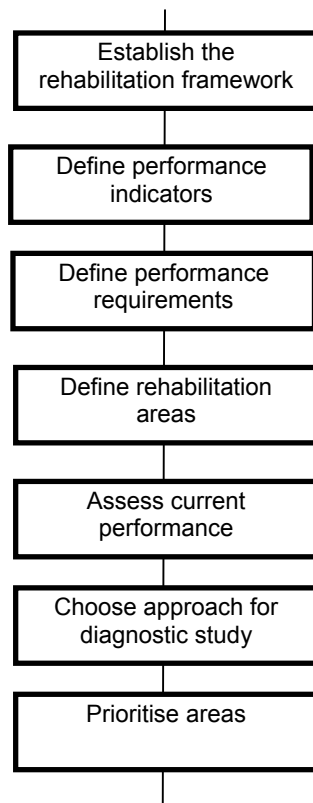 Establish the
rehabilitation framework
Define performance
indicators
Define performance
requirements
Define rehabilitation
areas
Assess current
performance
Choose approach for
diagnostic study
Prioritise areas